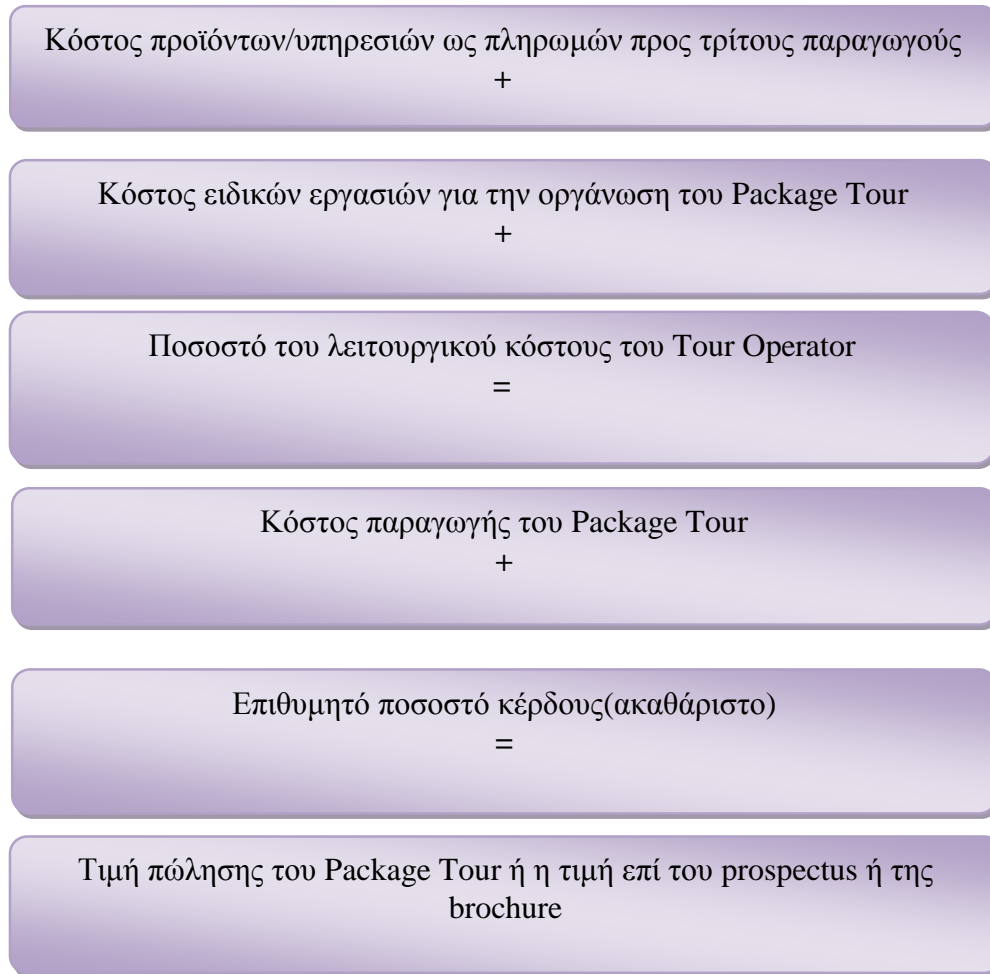 Κόστος προϊόντων/υπηρεσιών ως πληρωμών προς τρίτους παραγωγούς
+
Κόστος ειδικών εργασιών για την οργάνωση του Package Tour
+
Ποσοστό του λειτουργικού κόστους του Tour Operator
=
Κόστος παραγωγής του Package Tour
+
Επιθυμητό ποσοστό κέρδους(ακαθάριστο)
=
Τιμή πώλησης του Package Tour ή η τιμή επί του prospectus ή της
brochure